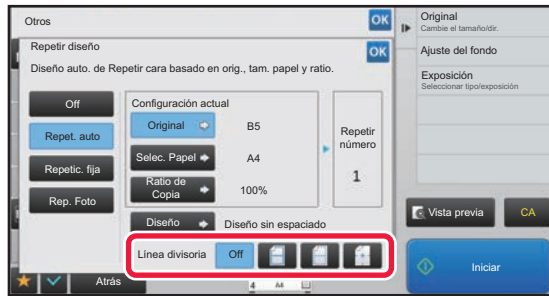 Otros
OK
Repetir diseño
OK
Diseño auto. de Repetir cara basado en orig., tam. papel y ratio.
Off
Repet. auto
Repetic. fija
Rep. Foto
Configuración actual
Original
B5
Selec. Papel
A4
Ratio de
Copia
100%
Repetir
número
1
Diseño
Diseño sin espaciado
Línea divisoria
Off
Atrás
4
A4
Original
Cambie el tamaño/dir.
Ajuste del fondo
Exposición
Seleccionar tipo/exposición
Vista previa
CA
Iniciar